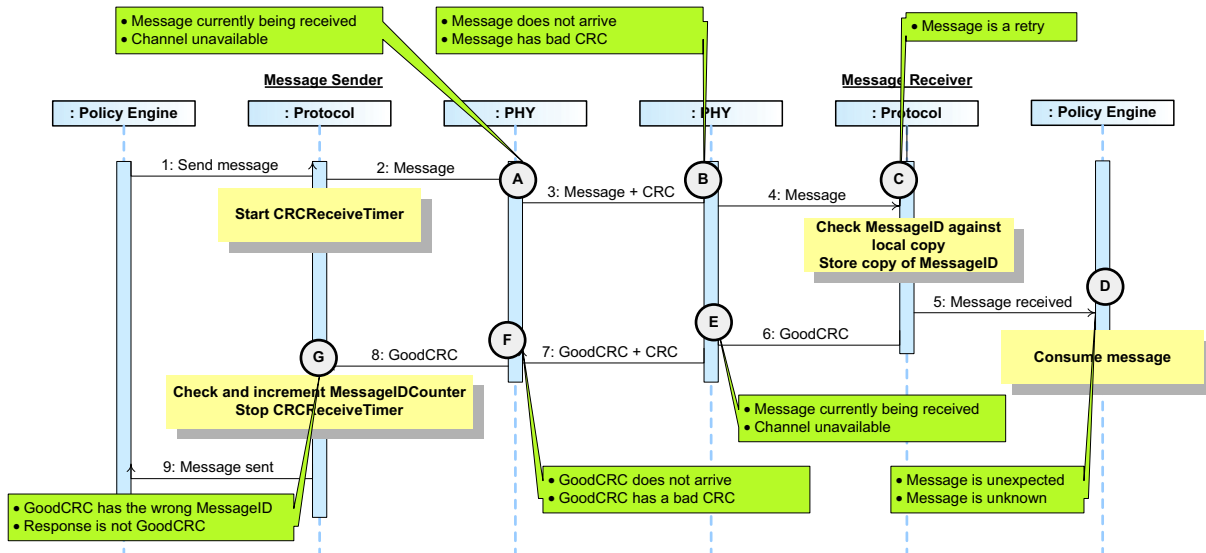 • Message currently being received
• Channel unavailable
• Message does not arrive
• Message has bad CRC
• Message is a retry
Message Sender
Message Receiver
: Policy Engine
: Protocol
: PHY
: PHY
: Protocol
: Policy Engine
1: Send message
2: Message
A
B
C
3: Message + CRC
4: Message
Start CRCReceiveTimer
Check MessageID against
local copy
Store copy of MessageID
D
5: Message received
E
6: GoodCRC
F
7: GoodCRC + CRC
G
8: GoodCRC
Consume message
Check and increment MessageIDCounter
Stop CRCReceiveTimer
• Message currently being received
• Channel unavailable
9: Message sent
• GoodCRC does not arrive
• GoodCRC has a bad CRC
• Message is unexpected
• Message is unknown
• GoodCRC has the wrong MessageID
• Response is not GoodCRC